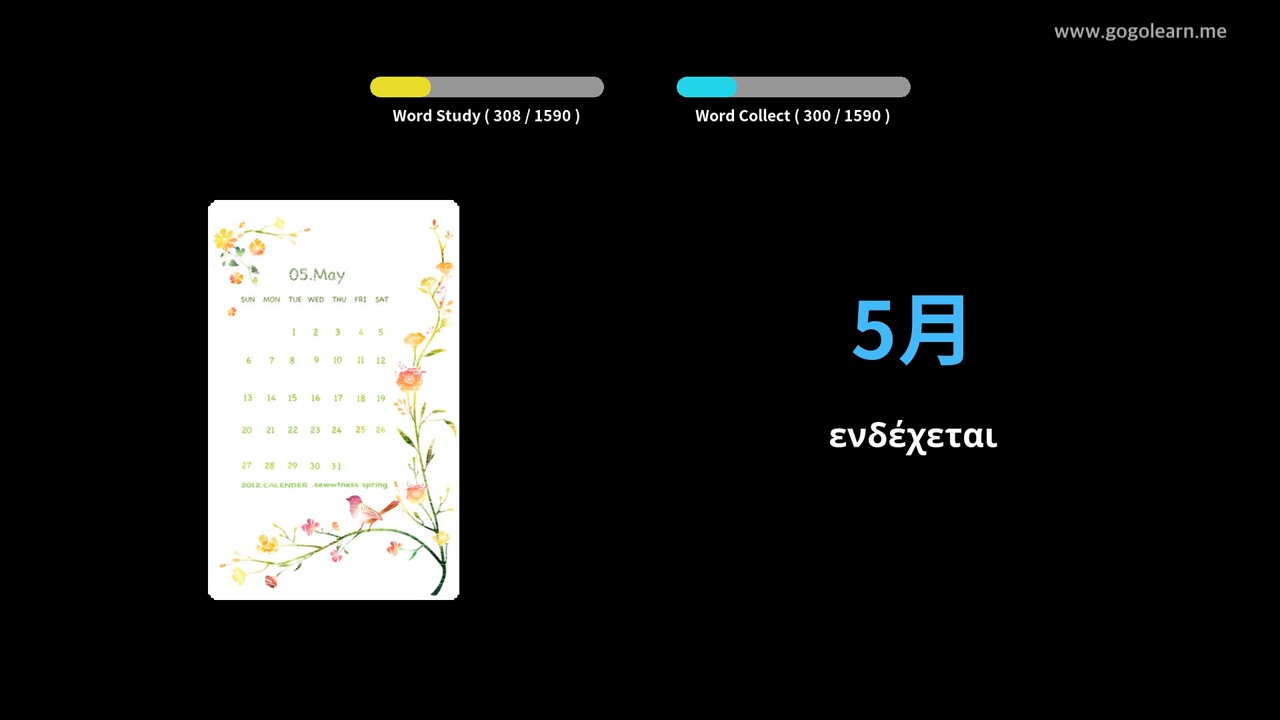 www.gogolearn.me
Word Study ( 308 / 1590 )
Word Collect ( 300 / 1590 )
05.May
SUN MON TUE WED THU FRI SAT
1 2 3 4 5
6 7 8 9 10 11 12
13 14 15 16 17 18 19
20 21 22 23 24 25 26
27 28 29 30 31
2012.CALENDER .sewwtness spring
5月
ενδέχεται